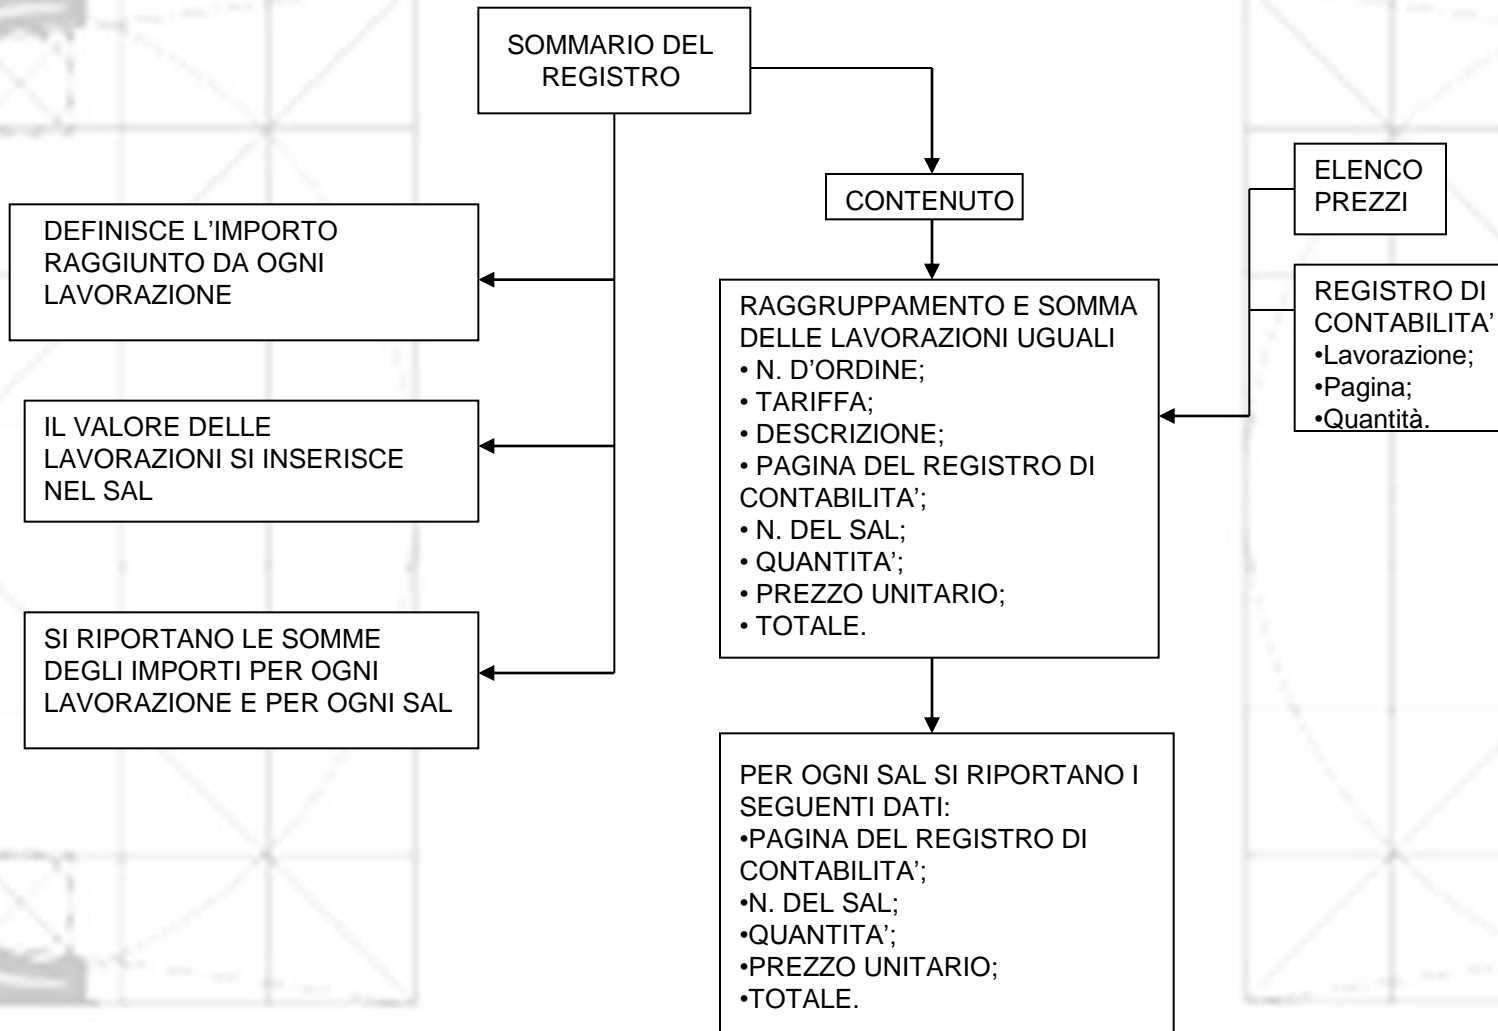 SOMMARIO DEL
REGISTRO
DEFINISCE L'IMPORTO
RAGGIUNTO DA OGNI
LAVORAZIONE
IL VALORE DELLE
LAVORAZIONI SI INSERISCE
NEL SAL
SI RIPORTANO LE SOMME
DEGLI IMPORTI PER OGNI
LAVORAZIONE E PER OGNI SAL
CONTENUTO
RAGGRUPPAMENTO E SOMMA
DELLE LAVORAZIONI UGUALI
• N. D'ORDINE;
• TARIFFA;
• DESCRIZIONE;
• PAGINA DEL REGISTRO DI
CONTABILITA’;
• N. DEL SAL;
• QUANTITA’;
• PREZZO UNITARIO;
• TOTALE.
ELENCO
PREZZI
REGISTRO DI
CONTABILITA’
•Lavorazione;
•Pagina;
•Quantità.
PER OGNI SAL SI RIPORTANO I
SEGUENTI DATI:
•PAGINA DEL REGISTRO DI
CONTABILITA’;
•N. DEL SAL;
•QUANTITA’;
•PREZZO UNITARIO;
•TOTALE.